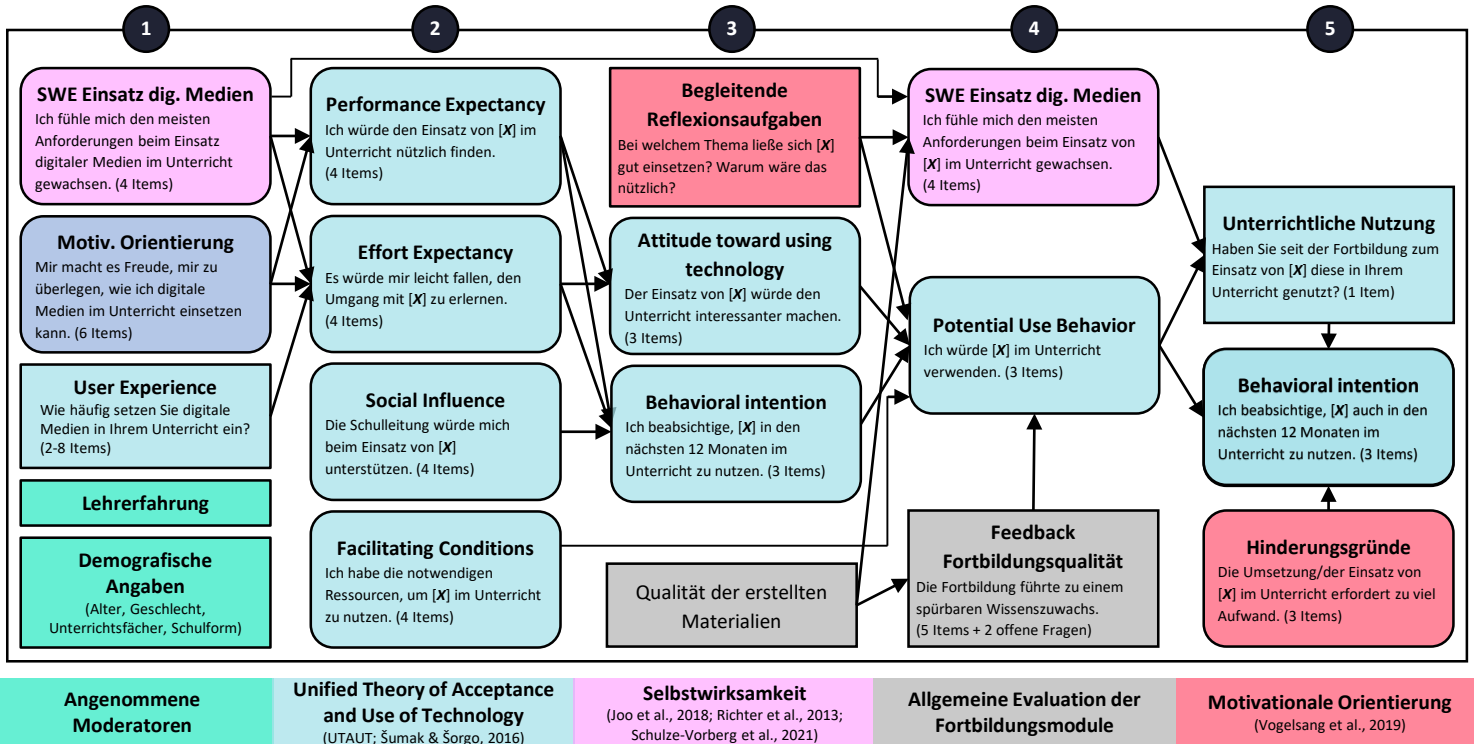 1
2
3
4
5
SWE Einsatz dig. Medien
Ich fühle mich den meisten
Anforderungen beim Einsatz
digitaler Medien im Unterricht
gewachsen. (4 Items)
Motiv. Orientierung
Mir macht es Freude, mir zu
überlegen, wie ich digitale
Medien im Unterricht einsetzen
kann. (6 Items)
User Experience
Wie häufig setzen Sie digitale
Medien in Ihrem Unterricht ein?
(2-8 Items)
Lehrerfahrung
Demografische
Angaben
(Alter, Geschlecht,
Unterrichtsfächer, Schulform)
Performance Expectancy
Ich würde den Einsatz von [X] im
Unterricht nützlich finden.
(4 Items)
Effort Expectancy
Es würde mir leicht fallen, den
Umgang mit [X] zu erlernen.
(4 Items)
Social Influence
Die Schulleitung würde mich
beim Einsatz von [X]
unterstützen. (4 Items)
Facilitating Conditions
Ich habe die notwendigen
Ressourcen, um [X] im Unterricht
zu nutzen. (4 Items)
Begleitende
Reflexionsaufgaben
Bei welchem Thema ließe sich [X]
gut einsetzen? Warum wäre das
nützlich?
Attitude toward using
technology
Der Einsatz von [X] würde den
Unterricht interessanter machen.
(3 Items)
Behavioral intention
Ich beabsichtige, [X] in den
nächsten 12 Monaten im
Unterricht zu nutzen. (3 Items)
Qualität der erstellten
Materialien
SWE Einsatz dig. Medien
Ich fühle mich den meisten
Anforderungen beim Einsatz von
[X] im Unterricht gewachsen.
(4 Items)
Potential Use Behavior
Ich würde [X] im Unterricht
verwenden. (3 Items)
Feedback
Fortbildungsqualität
Die Fortbildung führte zu einem
spürbaren Wissenszuwachs.
(5 Items + 2 offene Fragen)
Unterrichtliche Nutzung
Haben Sie seit der Fortbildung zum
Einsatz von [X] diese in Ihrem
Unterricht genutzt? (1 Item)
Behavioral intention
Ich beabsichtige, [X] auch in den
nächsten 12 Monaten im
Unterricht zu nutzen. (3 Items)
Hinderungsgründe
Die Umsetzung/der Einsatz von
[X] im Unterricht erfordert zu viel
Aufwand. (3 Items)
Angenommene
Moderatoren
Unified Theory of Acceptance
and Use of Technology
(UTAUT; Šumak & Šorgo, 2016)
Selbstwirksamkeit
(Joo et al., 2018; Richter et al., 2013;
Schulze-Vorberg et al., 2021)
Allgemeine Evaluation der
Fortbildungsmodule
Motivationale Orientierung
(Vogelsang et al., 2019)